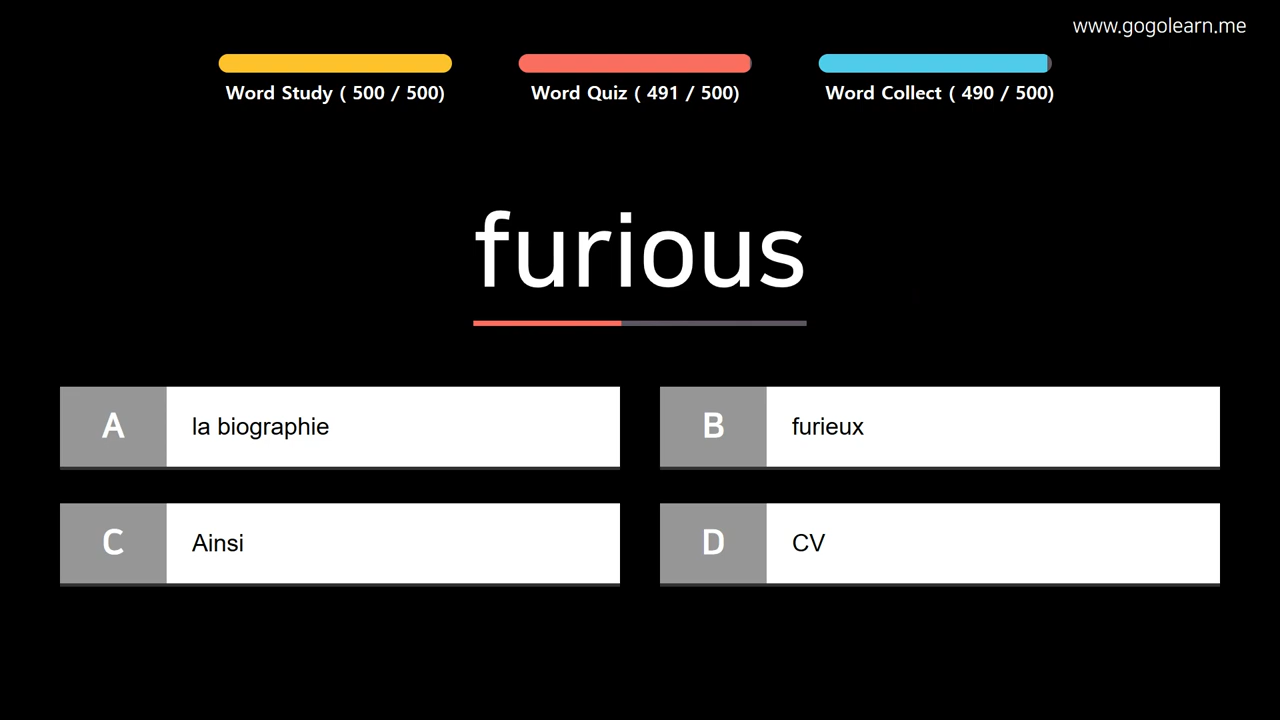 www.gogolearn.me
Word Study ( 500 / 500)
Word Quiz ( 491 / 500)
Word Collect ( 490 / 500)
furious
A la biographie
B furieux
C Ainsi
D CV